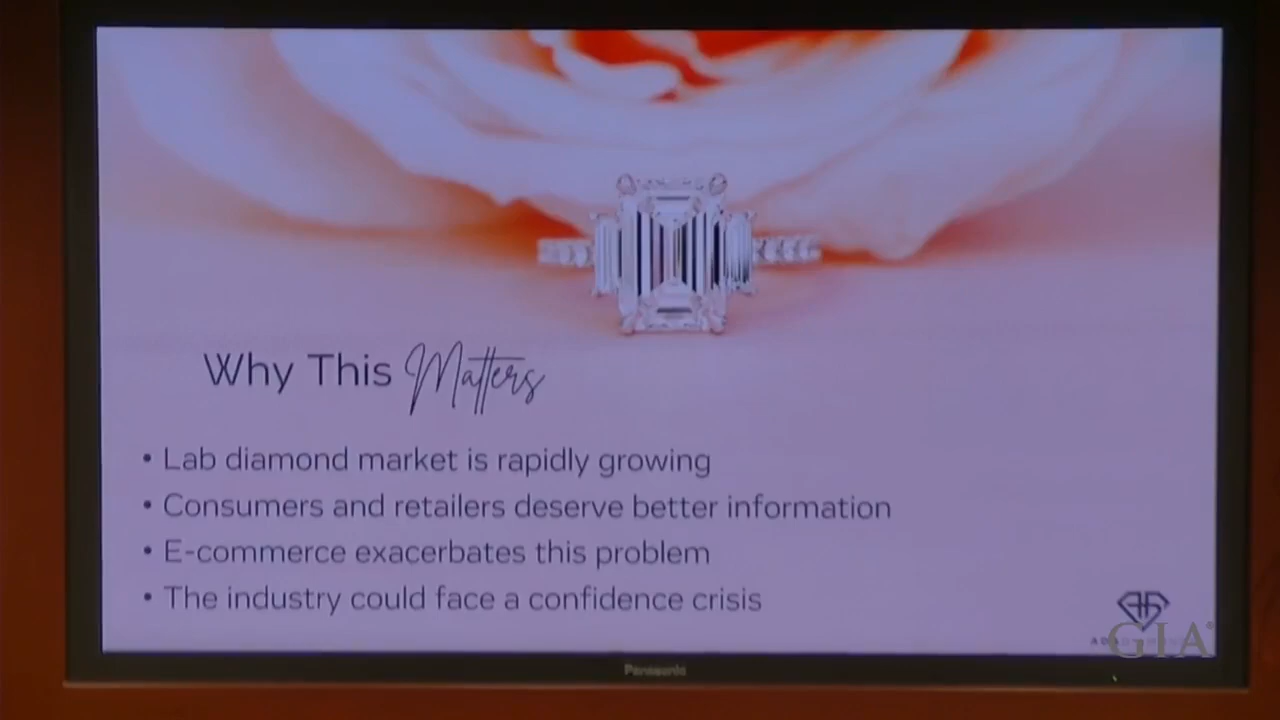 Why This Matters
• Lab diamond market is rapidly growing
• Consumers and retailers deserve better information
• E-commerce exacerbates this problem
• The industry could face a confidence crisis
GIA®
Panasonic